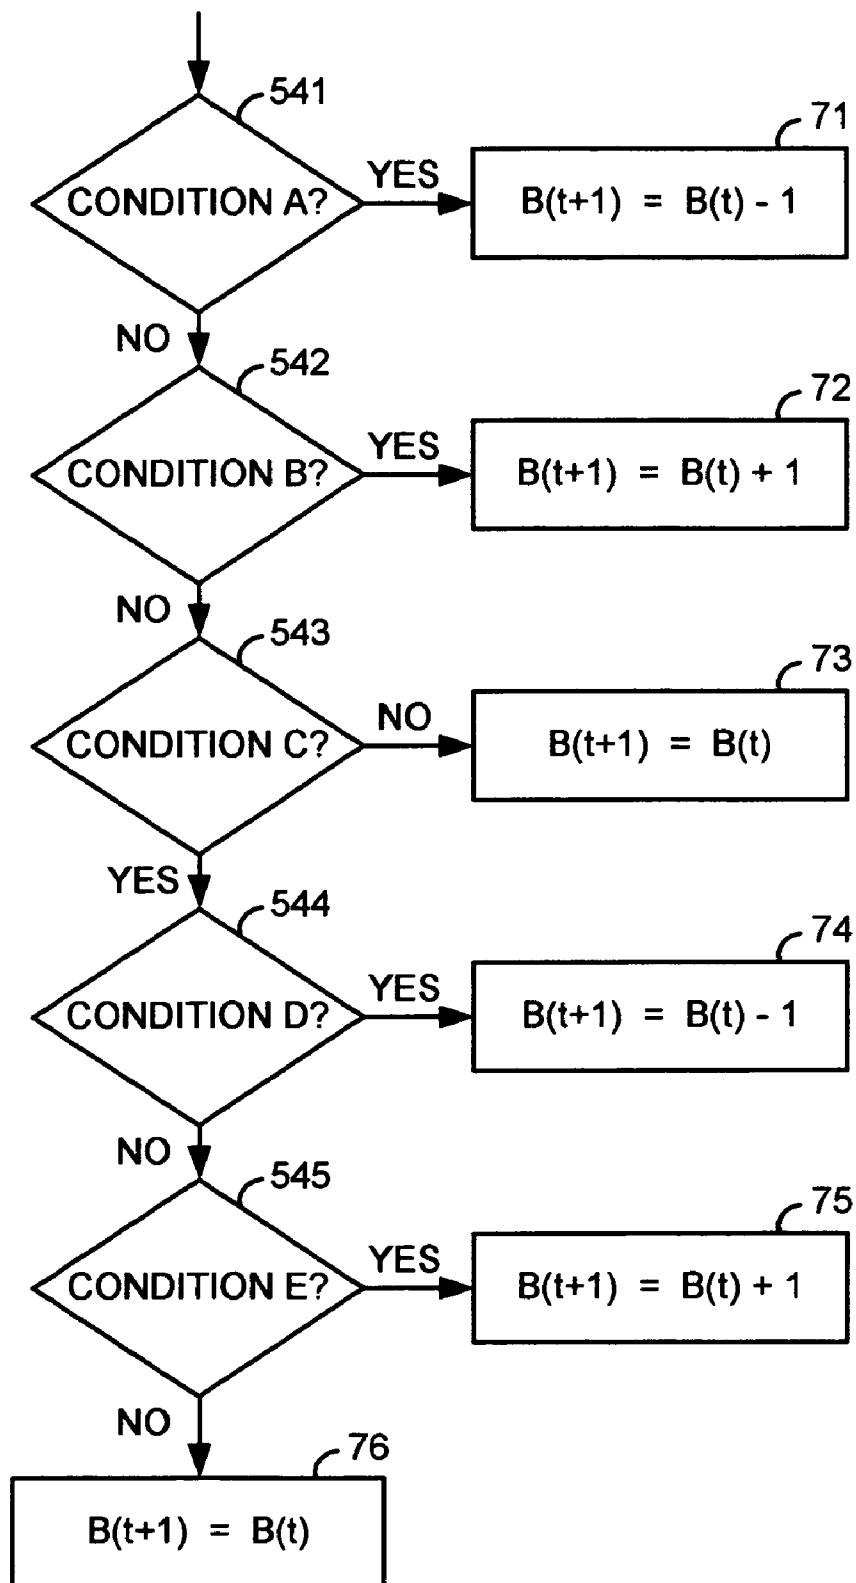 541
71
CONDITION A?
YES
B(t+1) = B(t) - 1
NO
542
72
CONDITION B?
YES
B(t+1) = B(t) + 1
NO
543
73
CONDITION C?
NO
B(t+1) = B(t)
YES
544
74
CONDITION D?
YES
B(t+1) = B(t) - 1
NO
545
75
CONDITION E?
YES
B(t+1) = B(t) + 1
NO
76
B(t+1) = B(t)